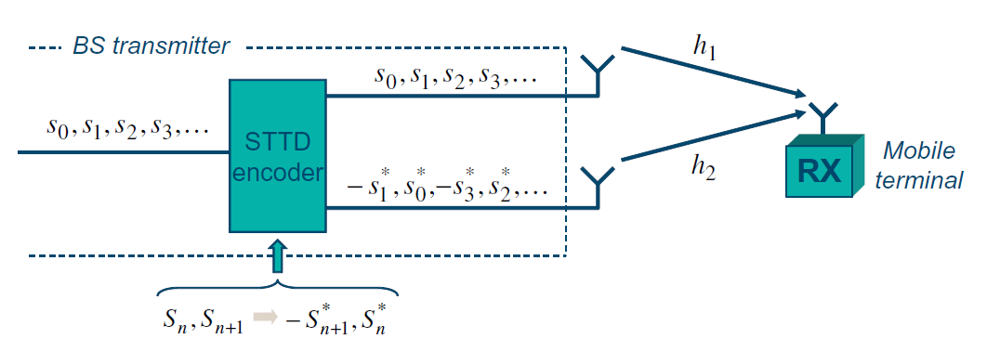 BS transmitter
h₁
s₀, s₁, s₂, s₃, …
s₀, s₁, s₂, s₃, …
STTD
encoder
RX
Mobile
terminal
h₂
− s₁*, s₀*, −s₃*, s₂*, …
Sₙ, Sₙ₊₁ ➡ − S*ₙ₊₁, Sₙ*